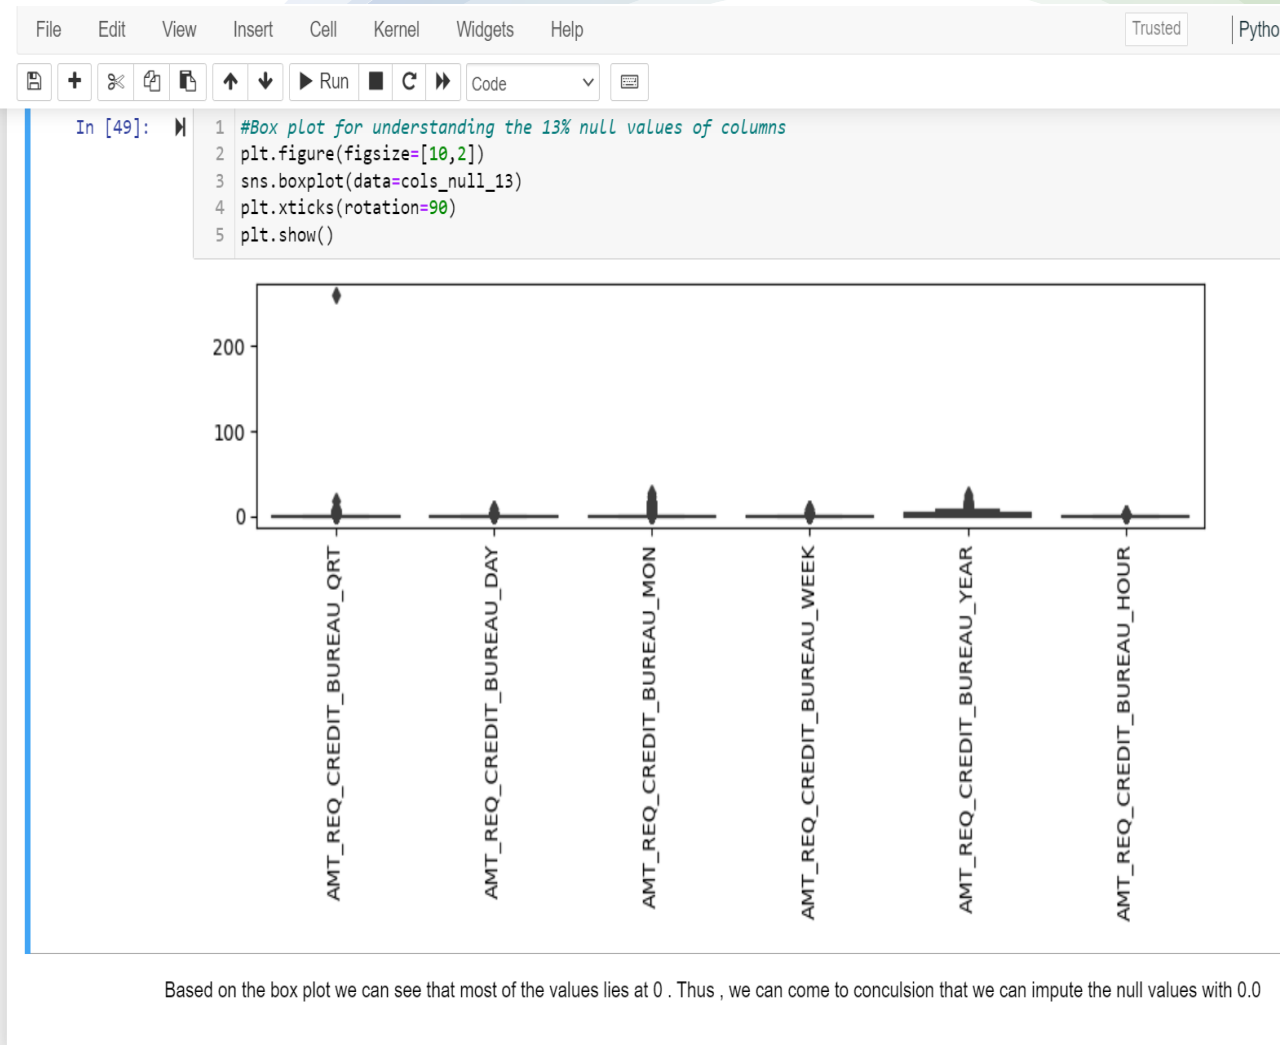 File Edit View Insert Cell Kernel Widgets Help Trusted Pytho
Run Code
In [49]: 1 #Box plot for understanding the 13% null values of columns
2 plt.figure(figsize=[10,2])
3 sns.boxplot(data=cols_null_13)
4 plt.xticks(rotation=90)
5 plt.show()
200
100
0
AMT_REQ_CREDIT_BUREAU_QRT
AMT_REQ_CREDIT_BUREAU_DAY
AMT_REQ_CREDIT_BUREAU_MON
AMT_REQ_CREDIT_BUREAU_WEEK
AMT_REQ_CREDIT_BUREAU_YEAR
AMT_REQ_CREDIT_BUREAU_HOUR
Based on the box plot we can see that most of the values lies at 0 . Thus , we can come to conculsion that we can impute the null values with 0.0